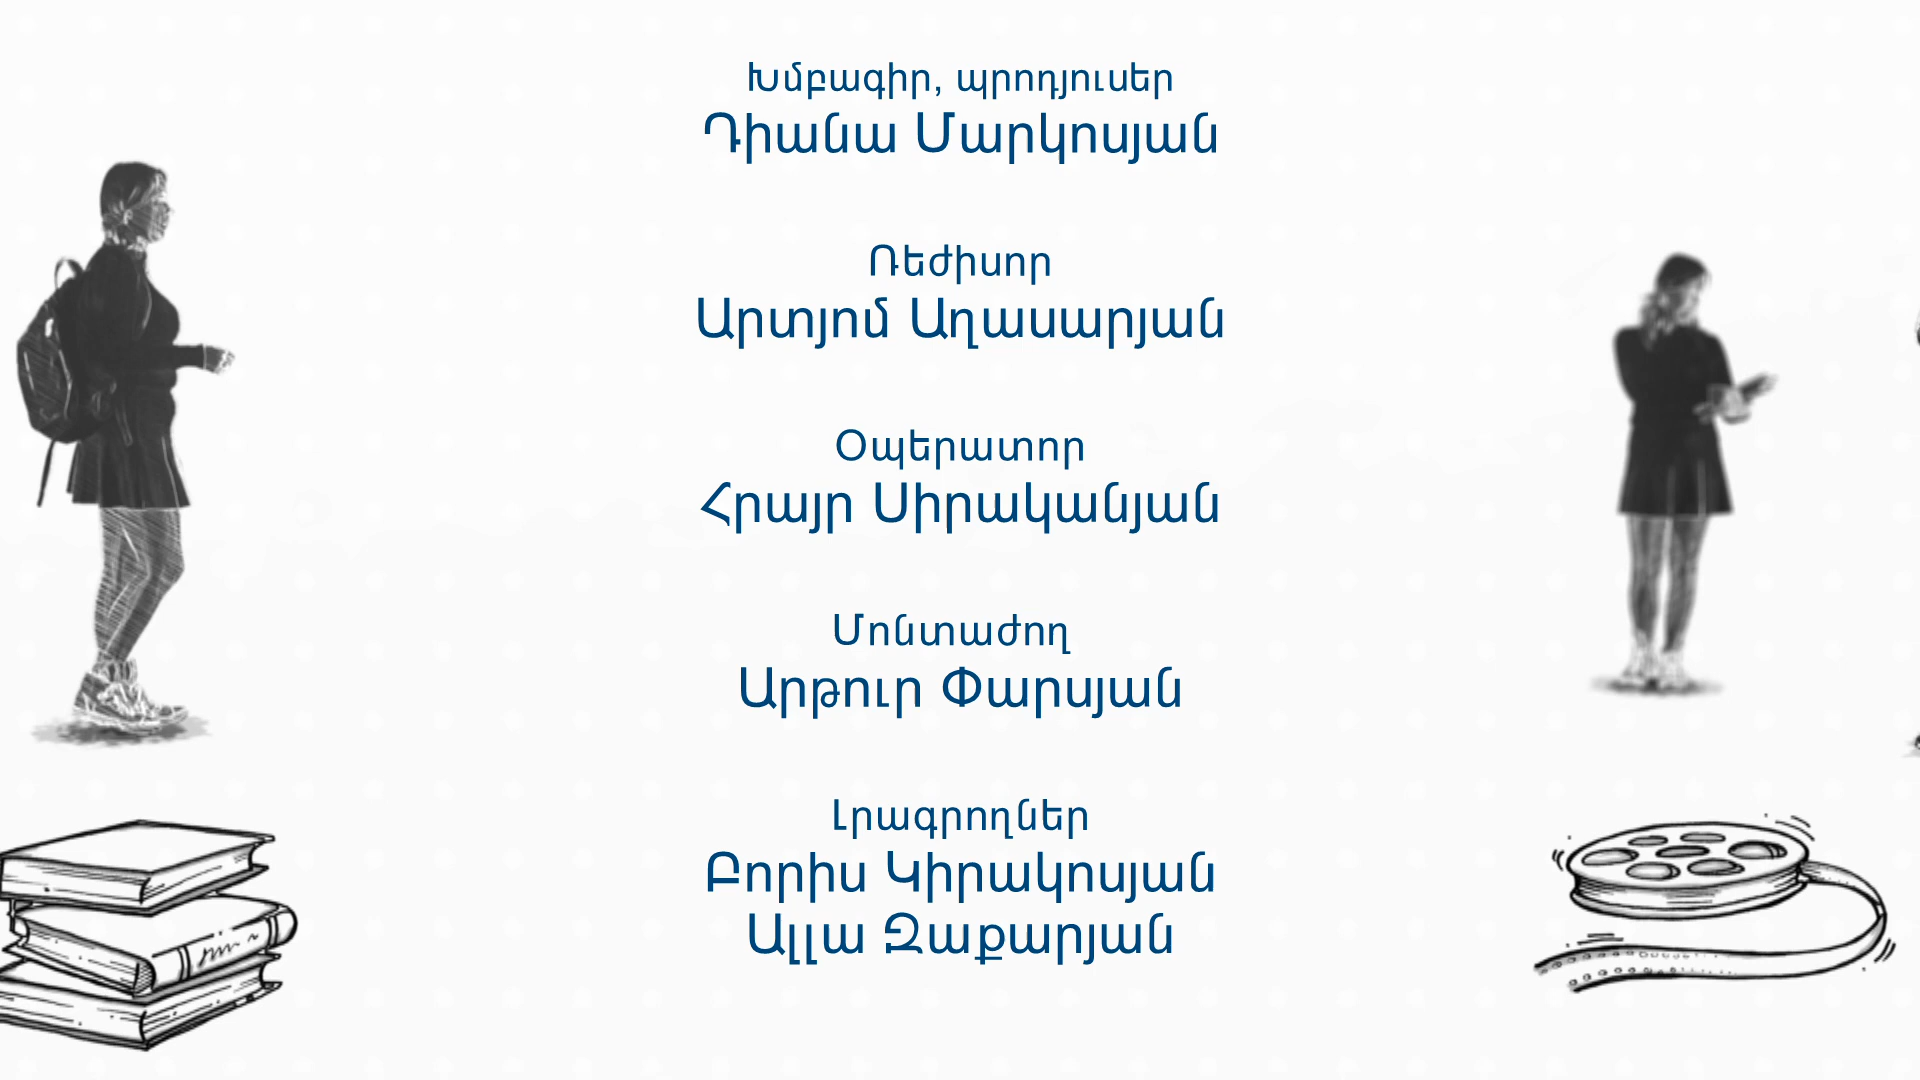 Խմբագիր, պրոդյուսեր
Դիանա Մարկոսյան
Ռեժիսոր
Արտյոմ Աղասարյան
Օպերատոր
Հրայր Սիրականյան
Մոնտաժող
Արթուր Փարսյան
Լրագրողներ
Բորիս Կիրակոսյան
Ալլա Զաքարյան